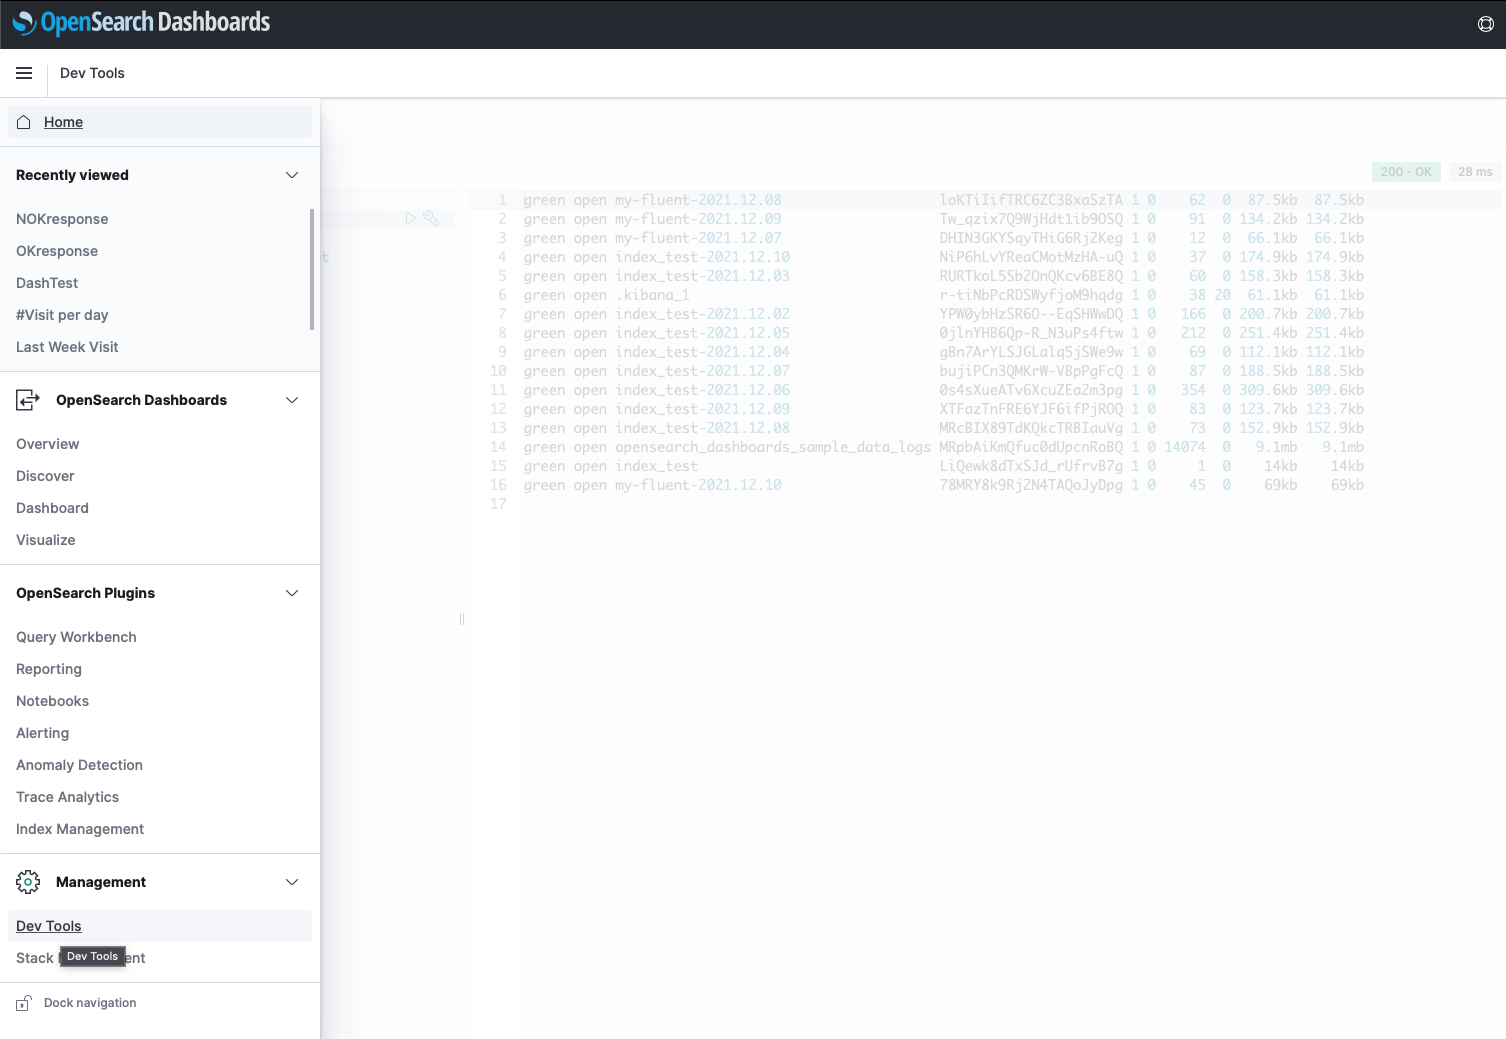 OpenSearch Dashboards
Dev Tools
Home
Recently viewed
NOKresponse
OKresponse
DashTest
#Visit per day
Last Week Visit
OpenSearch Dashboards
Overview
Discover
Dashboard
Visualize
OpenSearch Plugins
Query Workbench
Reporting
Notebooks
Alerting
Anomaly Detection
Trace Analytics
Index Management
Management
Dev Tools
Dev Tools
Stack
Dock navigation
200 - OK 28 ms
1 green open my-fluent-2021.12.08 loKTiIifTRC6ZC3BxaSzTA 1 0 62 0 87.5kb 87.5kb
2 green open my-fluent-2021.12.09 Tw_qzix7Q9WjHdt1ib9OSQ 1 0 91 0 134.2kb 134.2kb
3 green open my-fluent-2021.12.07 DHIN3GKYSqyTHiG6Rj2Keg 1 0 12 0 66.1kb 66.1kb
4 green open index_test-2021.12.10 NiP6hLvYReaCMotMzHA-uQ 1 0 37 0 174.9kb 174.9kb
5 green open index_test-2021.12.03 RURTkoL5Sb2OnQKcv6BE8Q 1 0 60 0 158.3kb 158.3kb
6 green open .kibana_1 r-tiNbPcRDSWyfjoM9hqdg 1 0 38 20 61.1kb 61.1kb
7 green open index_test-2021.12.02 YPW0ybHzSR6O--EqSHWwDQ 1 0 166 0 200.7kb 200.7kb
8 green open index_test-2021.12.05 0jlnYHB6Qp-R_N3uPs4ftw 1 0 212 0 251.4kb 251.4kb
9 green open index_test-2021.12.04 gBn7ArYLSJGLalq5jSWe9w 1 0 69 0 112.1kb 112.1kb
10 green open index_test-2021.12.07 bujiPCn3QMKrW-VBpPgFcQ 1 0 87 0 188.5kb 188.5kb
11 green open index_test-2021.12.06 0s4sXueATv6XcuZEa2m3pg 1 0 354 0 309.6kb 309.6kb
12 green open index_test-2021.12.09 XTFazTnFRE6YJF6ifPjROQ 1 0 83 0 123.7kb 123.7kb
13 green open index_test-2021.12.08 MRcBIX89TdKQkcTRBIauVg 1 0 73 0 152.9kb 152.9kb
14 green open opensearch_dashboards_sample_data_logs MRpbAiKmQfuc0dUpcnRoBQ 1 0 14074 0 9.1mb 9.1mb
15 green open index_test LiQewk8dTxSJd_rUfrvB7g 1 0 1 0 14kb 14kb
16 green open my-fluent-2021.12.10 78MRY8k9Rj2N4TAQoJyDpg 1 0 45 0 69kb 69kb
17